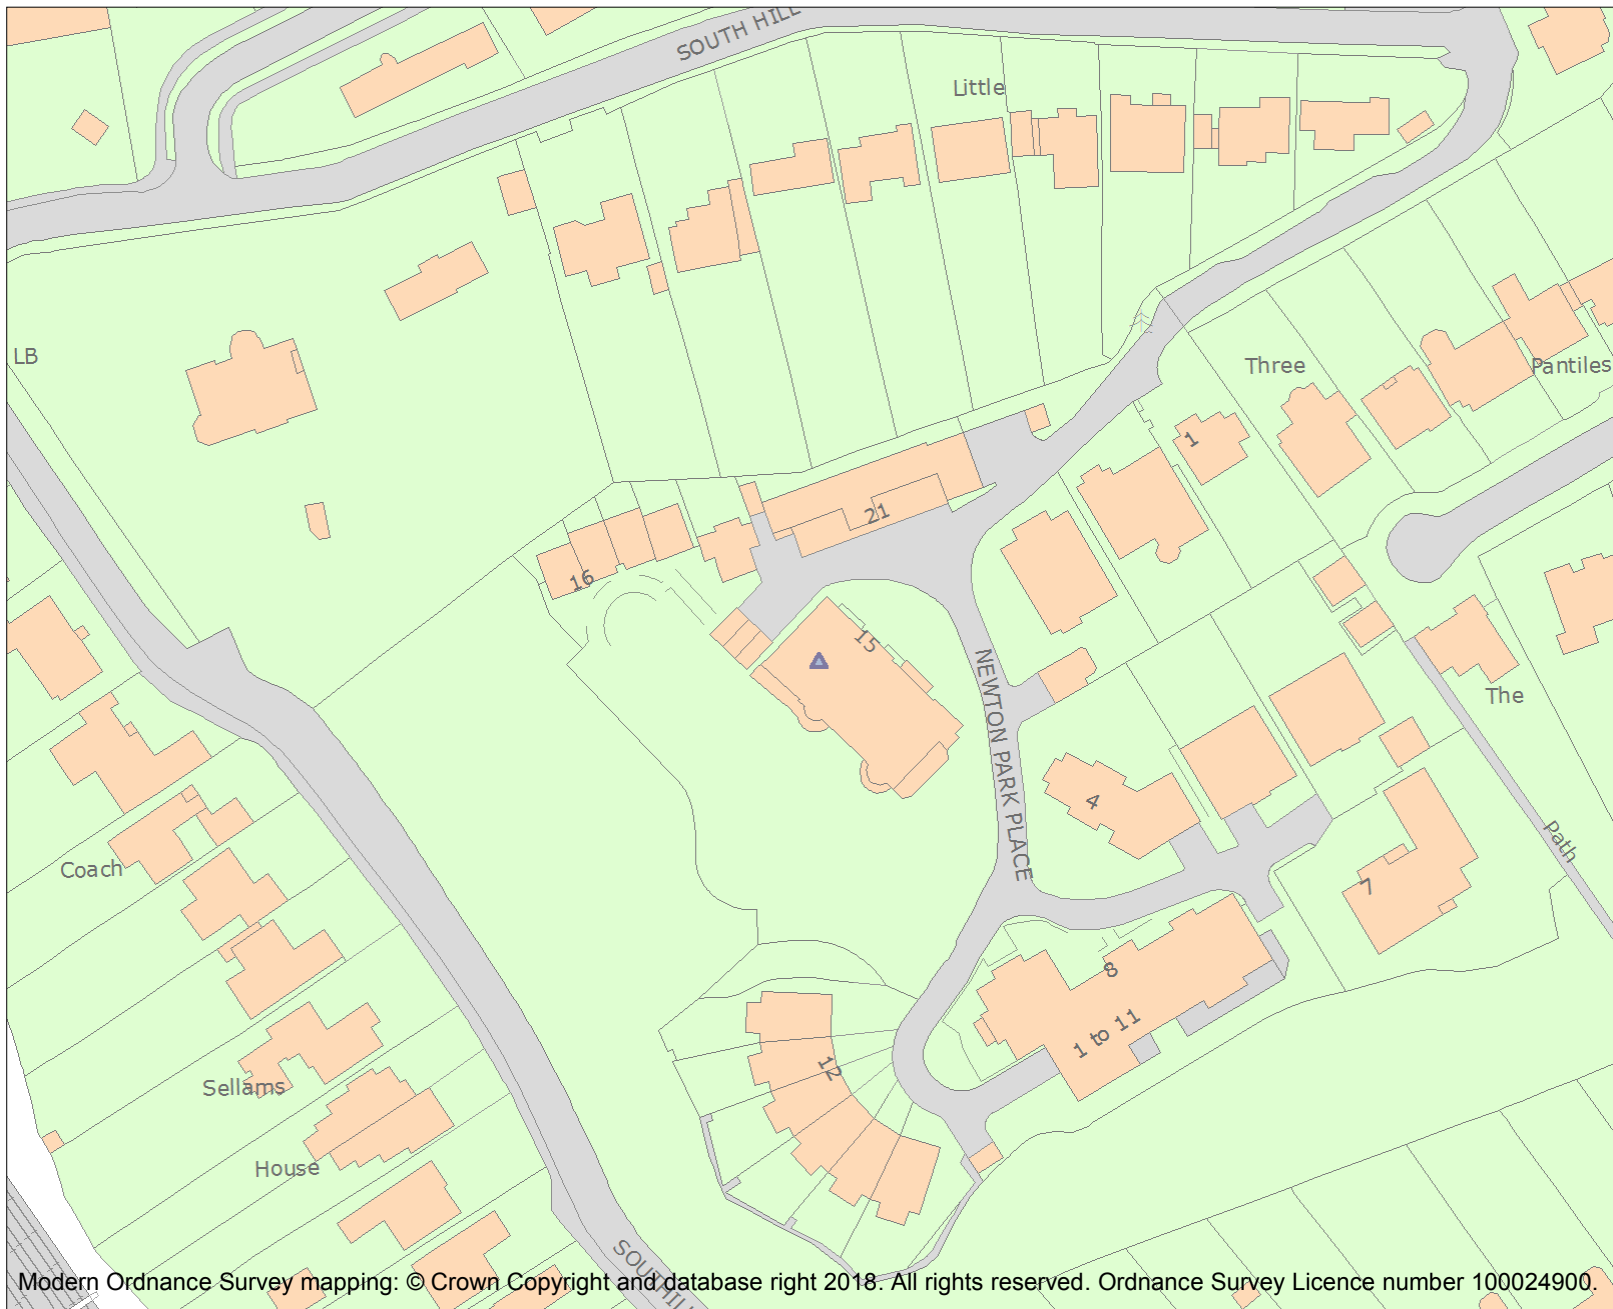 SOUTH HILL
Little
LB
Three
Pantiles
1
21
16
15
NEWTON PARK PLACE
The
4
Path
Coach
7
8
1 to 11
12
Sellams
House
SOUTHILL
Modern Ordnance Survey mapping: © Crown Copyright and database right 2018. All rights reserved. Ordnance Survey Licence number 100024900.